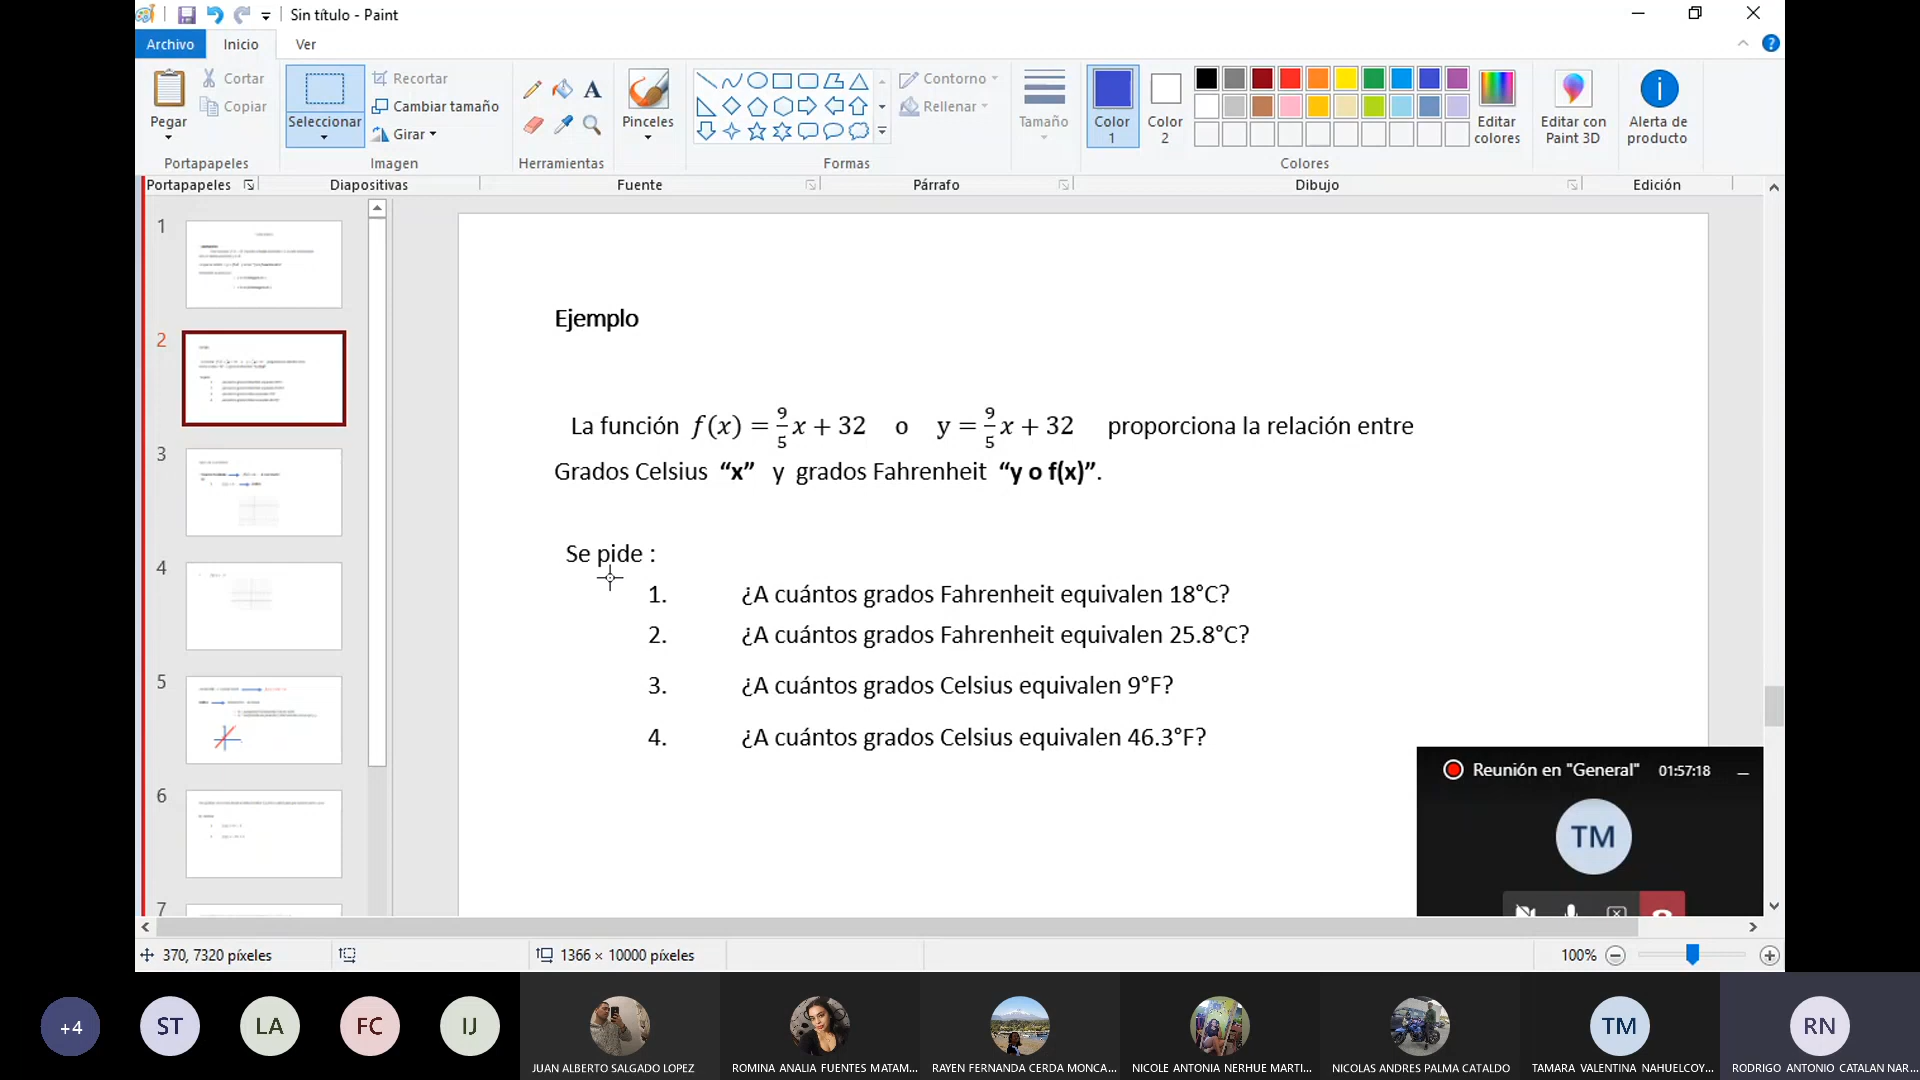 Sin título - Paint
Archivo
Inicio
Ver
Pegar
Cortar
Copiar
Portapapeles
Seleccionar
Recortar
Cambiar tamaño
Girar
Imagen
A
Herramientas
Pinceles
Contorno
Rellenar
Formas
Tamaño
Color 1
Color 2
Editar colores
Colores
Editar con Paint 3D
Alerta de producto
Portapapeles
Diapositivas
Fuente
Párrafo
Dibujo
Edición
1
2
3
4
5
6
7
Ejemplo
La función f(x) = 9/5 x + 32 o y = 9/5 x + 32 proporciona la relación entre
Grados Celsius “x” y grados Fahrenheit “y o f(x)”.
Se pide :
1. ¿A cuántos grados Fahrenheit equivalen 18°C?
2. ¿A cuántos grados Fahrenheit equivalen 25.8°C?
3. ¿A cuántos grados Celsius equivalen 9°F?
4. ¿A cuántos grados Celsius equivalen 46.3°F?
Reunión en "General" 01:57:18
TM
370, 7320 píxeles
1366 × 10000 píxeles
100%
+4
ST
LA
FC
IJ
TM
RN
JUAN ALBERTO SALGADO LOPEZ
ROMINA ANALIA FUENTES MATAM...
RAYEN FERNANDA CERDA MONCA...
NICOLE ANTONIA NERHUE MARTI...
NICOLAS ANDRES PALMA CATALDO
TAMARA VALENTINA NAHUELCOY...
RODRIGO ANTONIO CATALAN NAR...